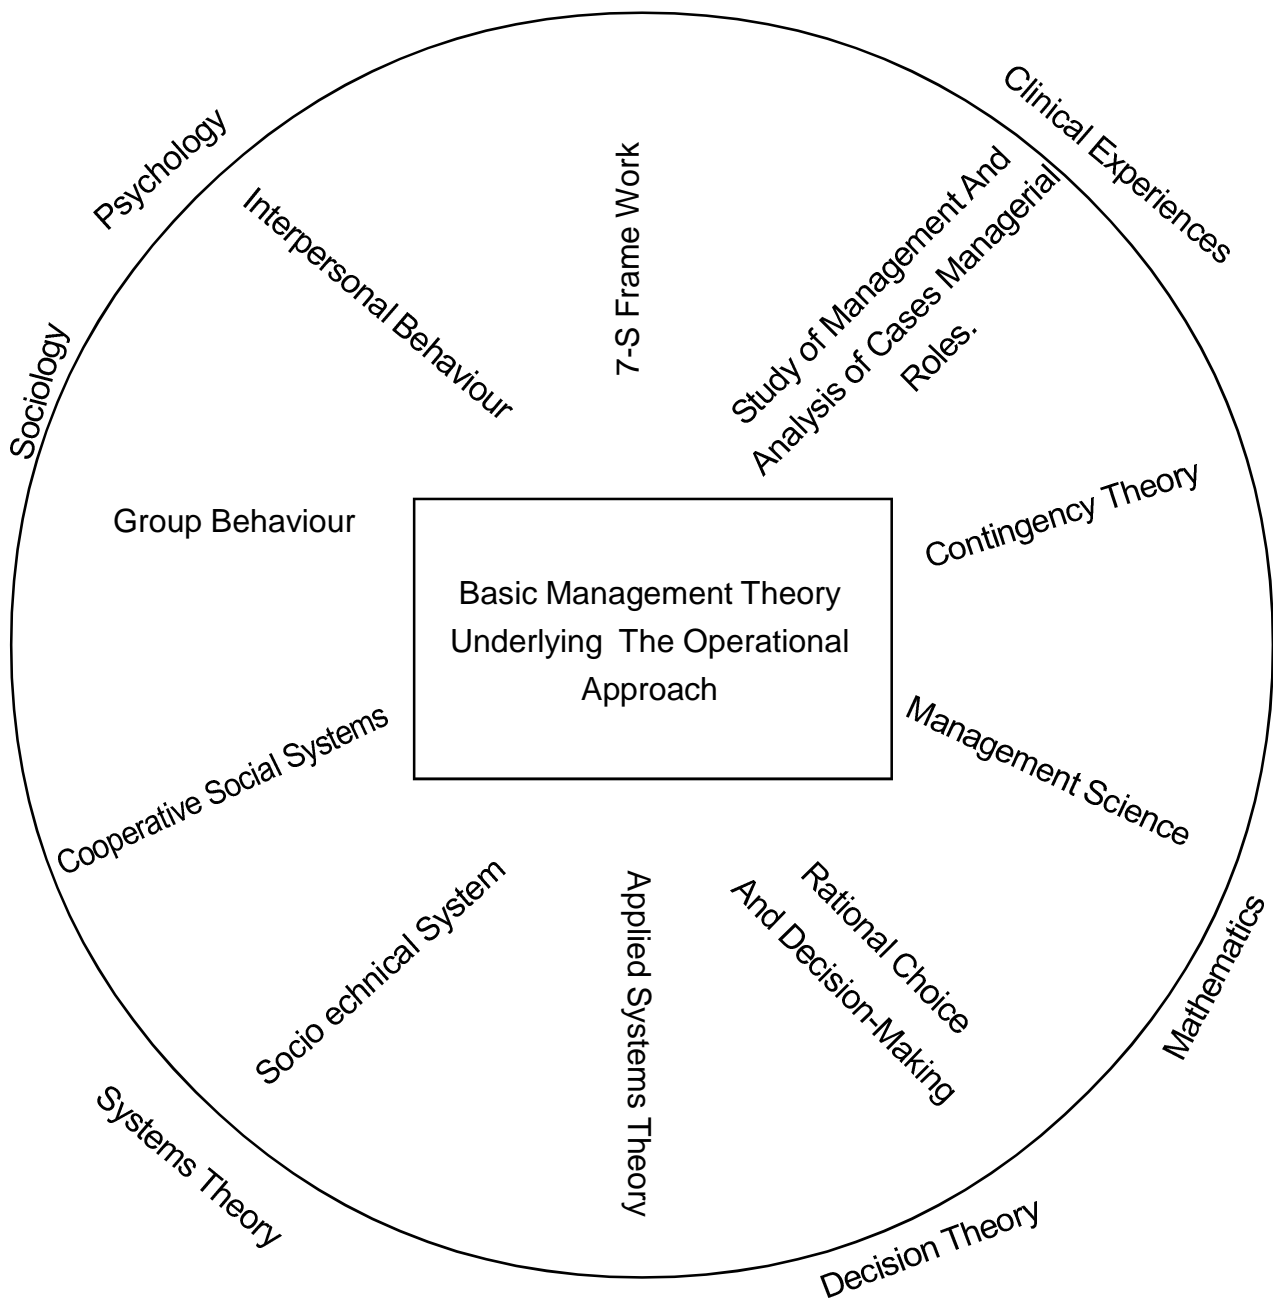 Clinical Experiences
Psychology
Interpersonal Behaviour
7-S Frame Work
Study of Management And
Analysis of Cases Managerial
Roles.
Sociology
Group Behaviour
Contingency Theory
Basic Management Theory
Underlying The Operational
Approach
Cooperative Social Systems
Management Science
Socio echnical System
Applied Systems Theory
Rational Choice
And Decision-Making
Mathematics
Systems Theory
Decision Theory